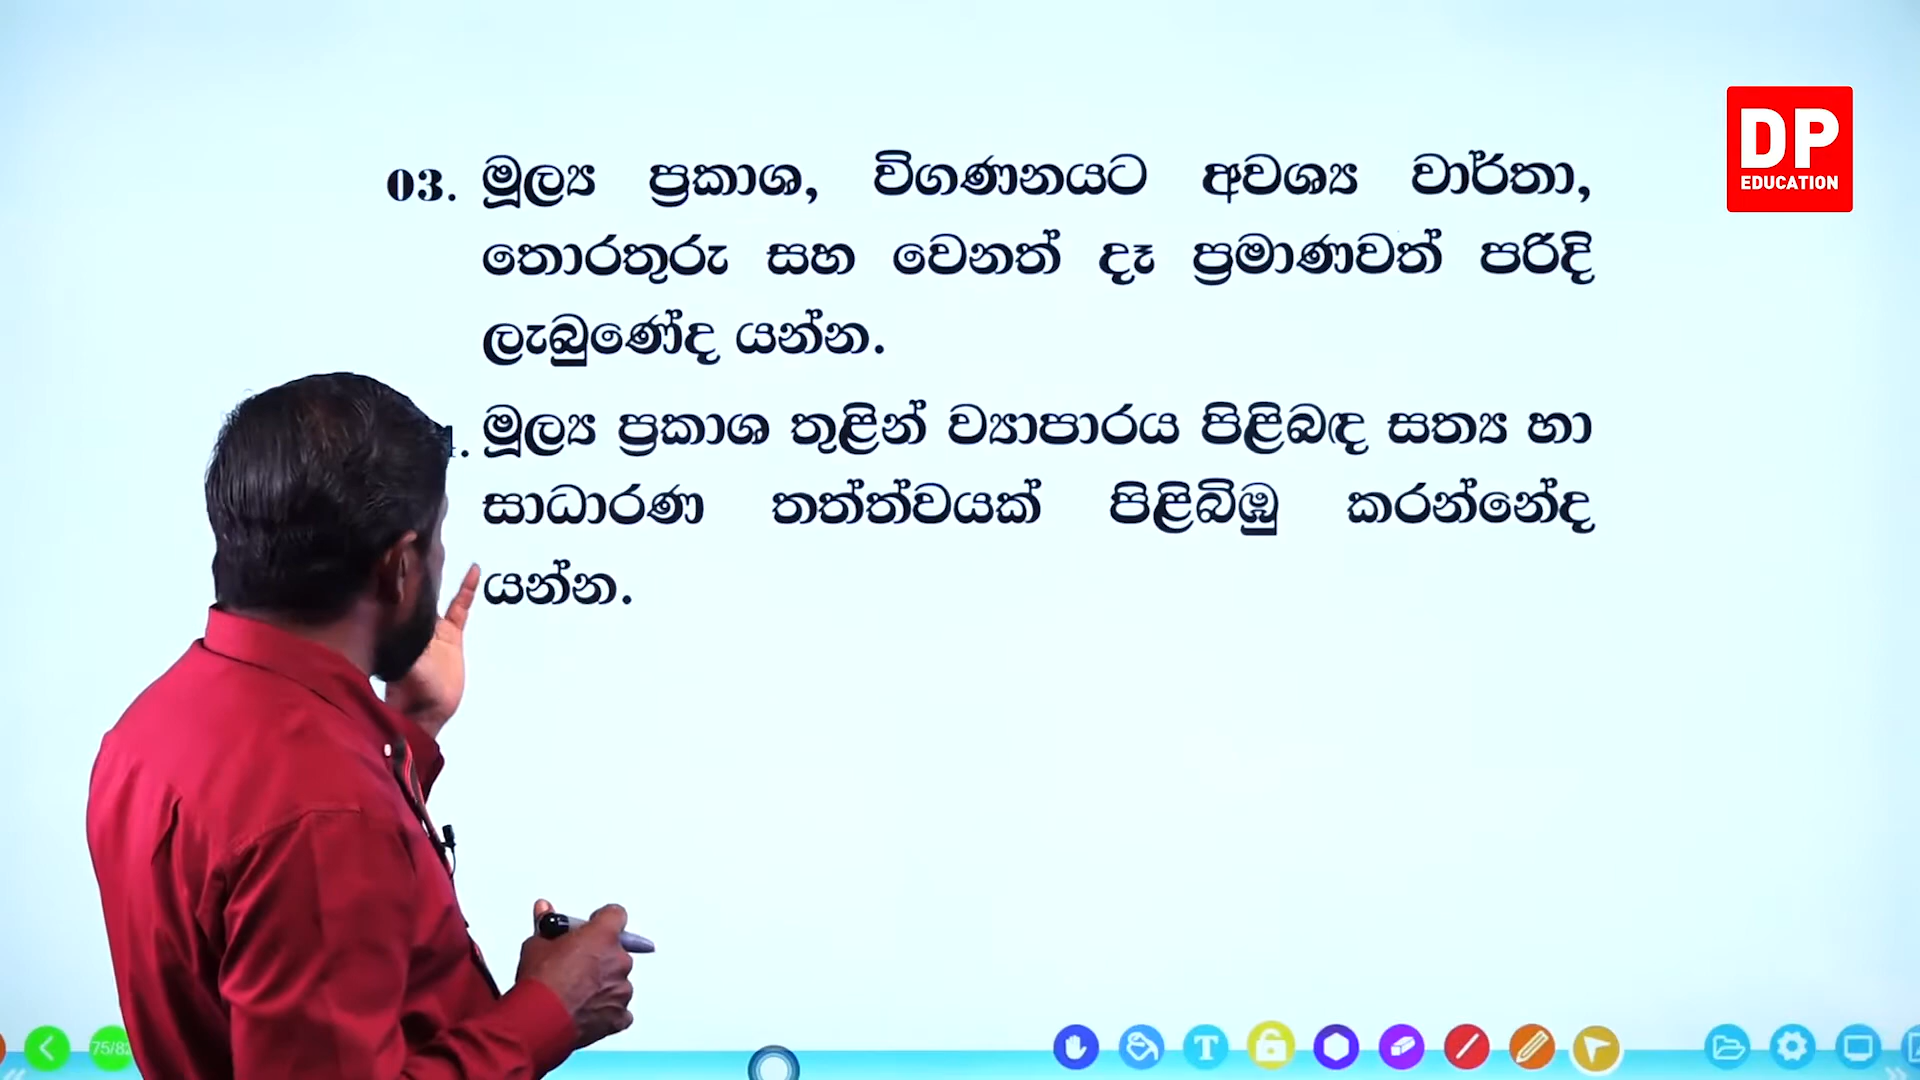 DP
EDUCATION
03. මූල්‍ය ප්‍රකාශ, විගණනයට අවශ්‍ය වාර්තා,
තොරතුරු සහ වෙනත් දෑ ප්‍රමාණවත් පරිදි
ලැබුණේද යන්න.
4. මූල්‍ය ප්‍රකාශ තුළින් ව්‍යාපාරය පිළිබඳ සත්‍ය හා
සාධාරණ තත්ත්වයක් පිළිබිඹු කරන්නේද
යන්න.
T